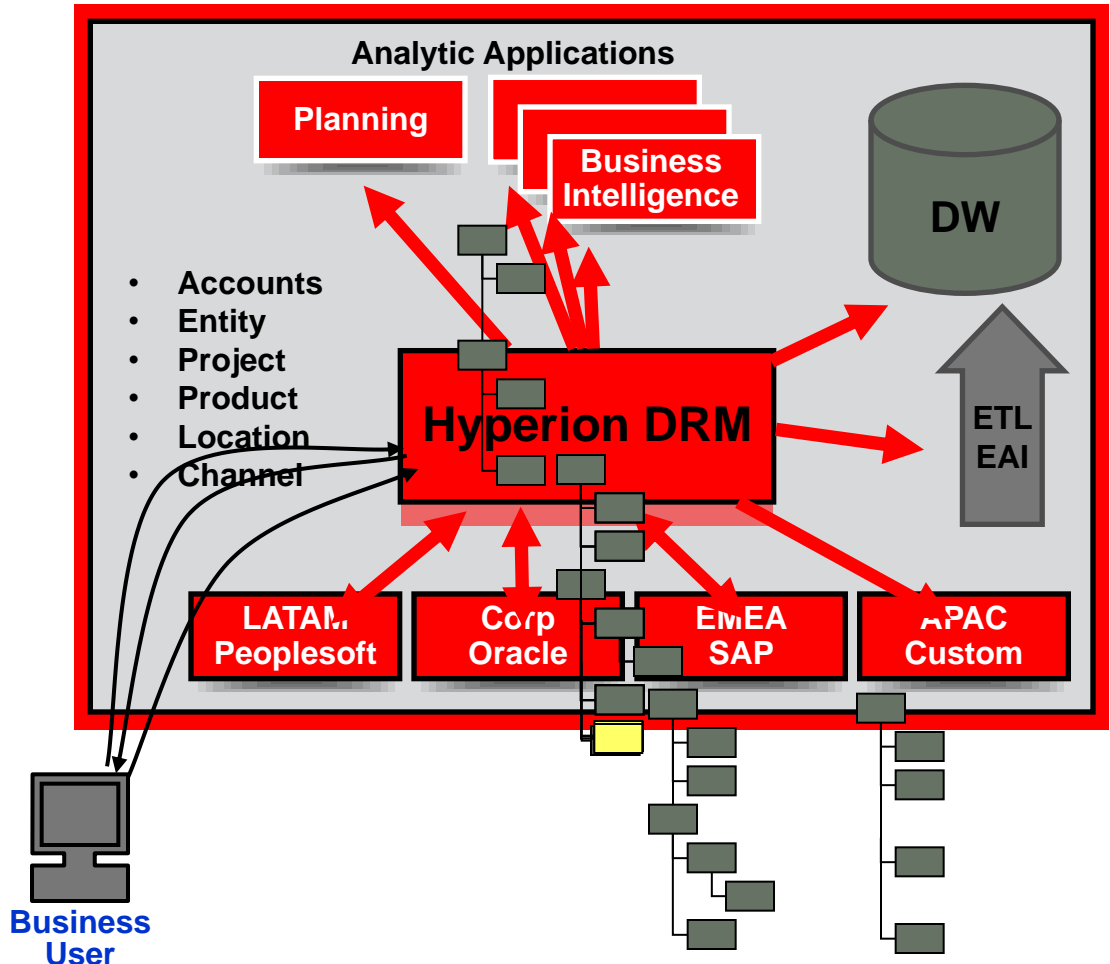 Analytic Applications
Planning
Business
Intelligence
DW
• Accounts
• Entity
• Project
• Product
• Location
• Channel
Hyperion DRM
ETL
EAI
LATAM
Peoplesoft
Corp
Oracle
EMEA
SAP
APAC
Custom
Business
User